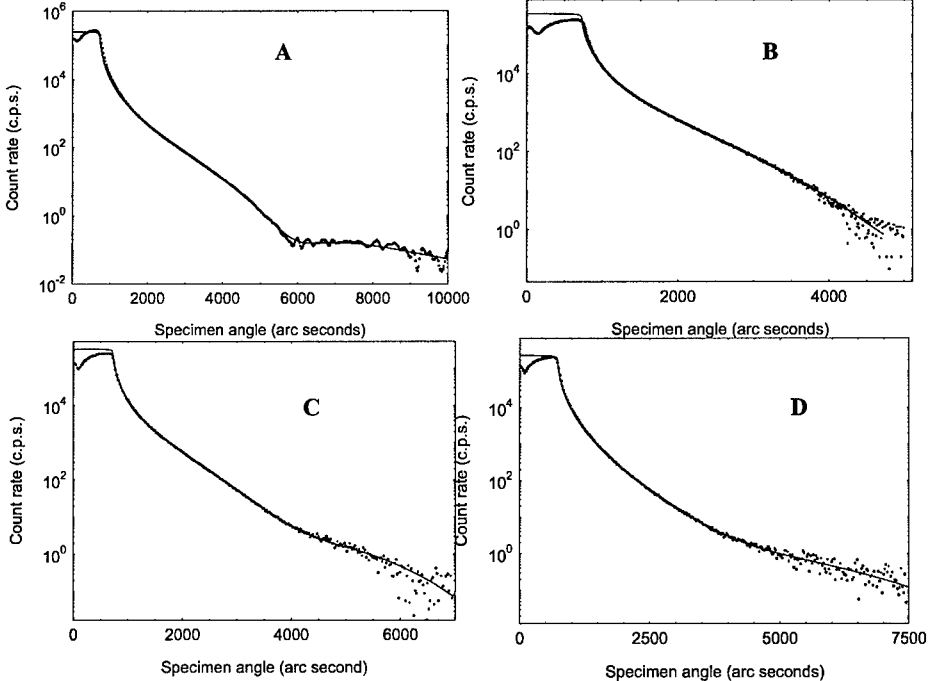 10^6
10^4
10^2
10^0
10^-2
Count rate (c.p.s.)
A
0 2000 4000 6000 8000 10000
Specimen angle (arc seconds)
10^4
10^2
10^0
Count rate (c.p.s.)
B
0 2000 4000
Specimen angle (arc seconds)
10^4
10^2
10^0
Count rate (c.p.s.)
C
0 2000 4000 6000
Specimen angle (arc second)
10^4
10^2
10^0
Count rate (c.p.s.)
D
0 2500 5000 7500
Specimen angle (arc seconds)